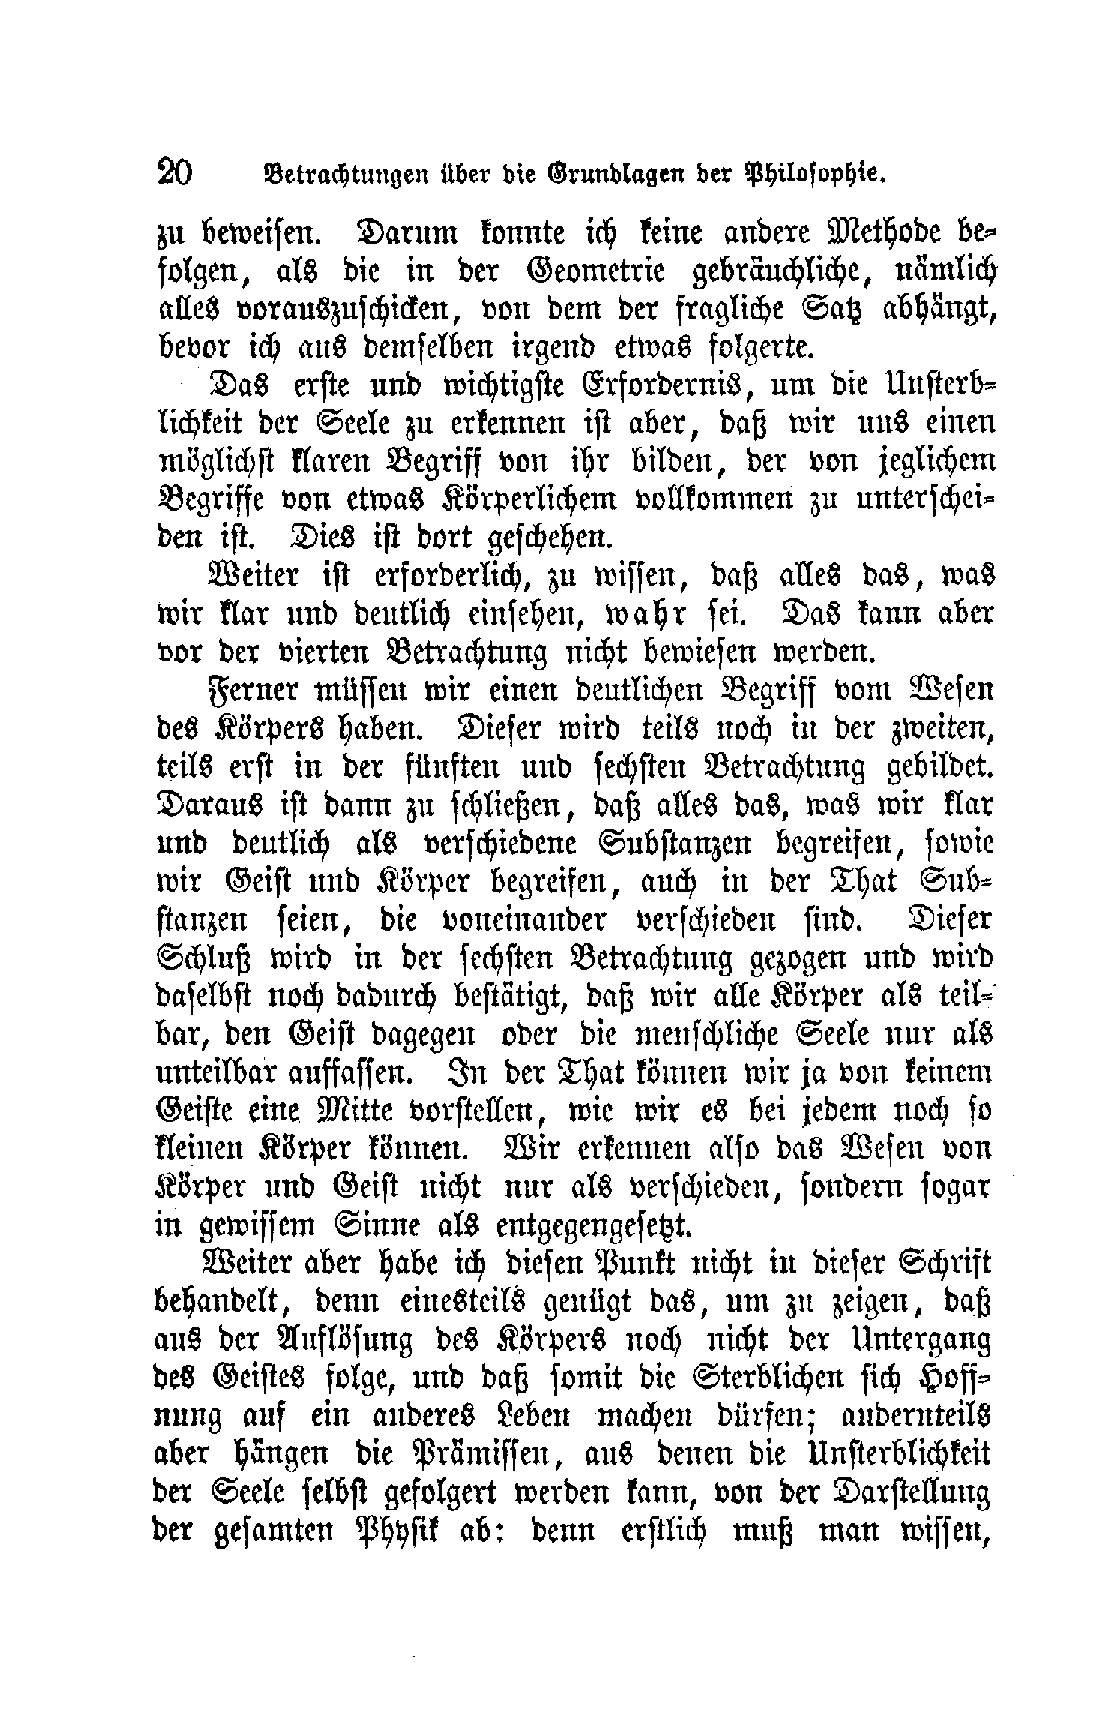 20 Betrachtungen über die Grundlagen der Philosophie.
zu beweisen. Darum konnte ich keine andere Methode be-
folgen, als die in der Geometrie gebräuchliche, nämlich
alles vorauszuschicken, von dem der fragliche Satz abhängt,
bevor ich aus demselben irgend etwas folgerte.
Das erste und wichtigste Erfordernis, um die Unsterb-
lichkeit der Seele zu erkennen ist aber, daß wir uns einen
möglichst klaren Begriff von ihr bilden, der von jeglichem
Begriffe von etwas Körperlichem vollkommen zu unterschei-
den ist. Dies ist dort geschehen.
Weiter ist erforderlich, zu wissen, daß alles das, was
wir klar und deutlich einsehen, wahr sei. Das kann aber
vor der vierten Betrachtung nicht bewiesen werden.
Ferner müssen wir einen deutlichen Begriff vom Wesen
des Körpers haben. Dieser wird teils noch in der zweiten,
teils erst in der fünften und sechsten Betrachtung gebildet.
Daraus ist dann zu schließen, daß alles das, was wir klar
und deutlich als verschiedene Substanzen begreifen, sowie
wir Geist und Körper begreifen, auch in der That Sub-
stanzen seien, die voneinander verschieden sind. Dieser
Schluß wird in der sechsten Betrachtung gezogen und wird
daselbst noch dadurch bestätigt, daß wir alle Körper als teil-
bar, den Geist dagegen oder die menschliche Seele nur als
unteilbar auffassen. In der That können wir ja von keinem
Geiste eine Mitte vorstellen, wie wir es bei jedem noch so
kleinen Körper können. Wir erkennen also das Wesen von
Körper und Geist nicht nur als verschieden, sondern sogar
in gewissem Sinne als entgegengesetzt.
Weiter aber habe ich diesen Punkt nicht in dieser Schrift
behandelt, denn einesteils genügt das, um zu zeigen, daß
aus der Auflösung des Körpers noch nicht der Untergang
des Geistes folge, und daß somit die Sterblichen sich Hoff-
nung auf ein anderes Leben machen dürfen; andernteils
aber hängen die Prämissen, aus denen die Unsterblichkeit
der Seele selbst gefolgert werden kann, von der Darstellung
der gesamten Physik ab: denn erstlich muß man wissen,